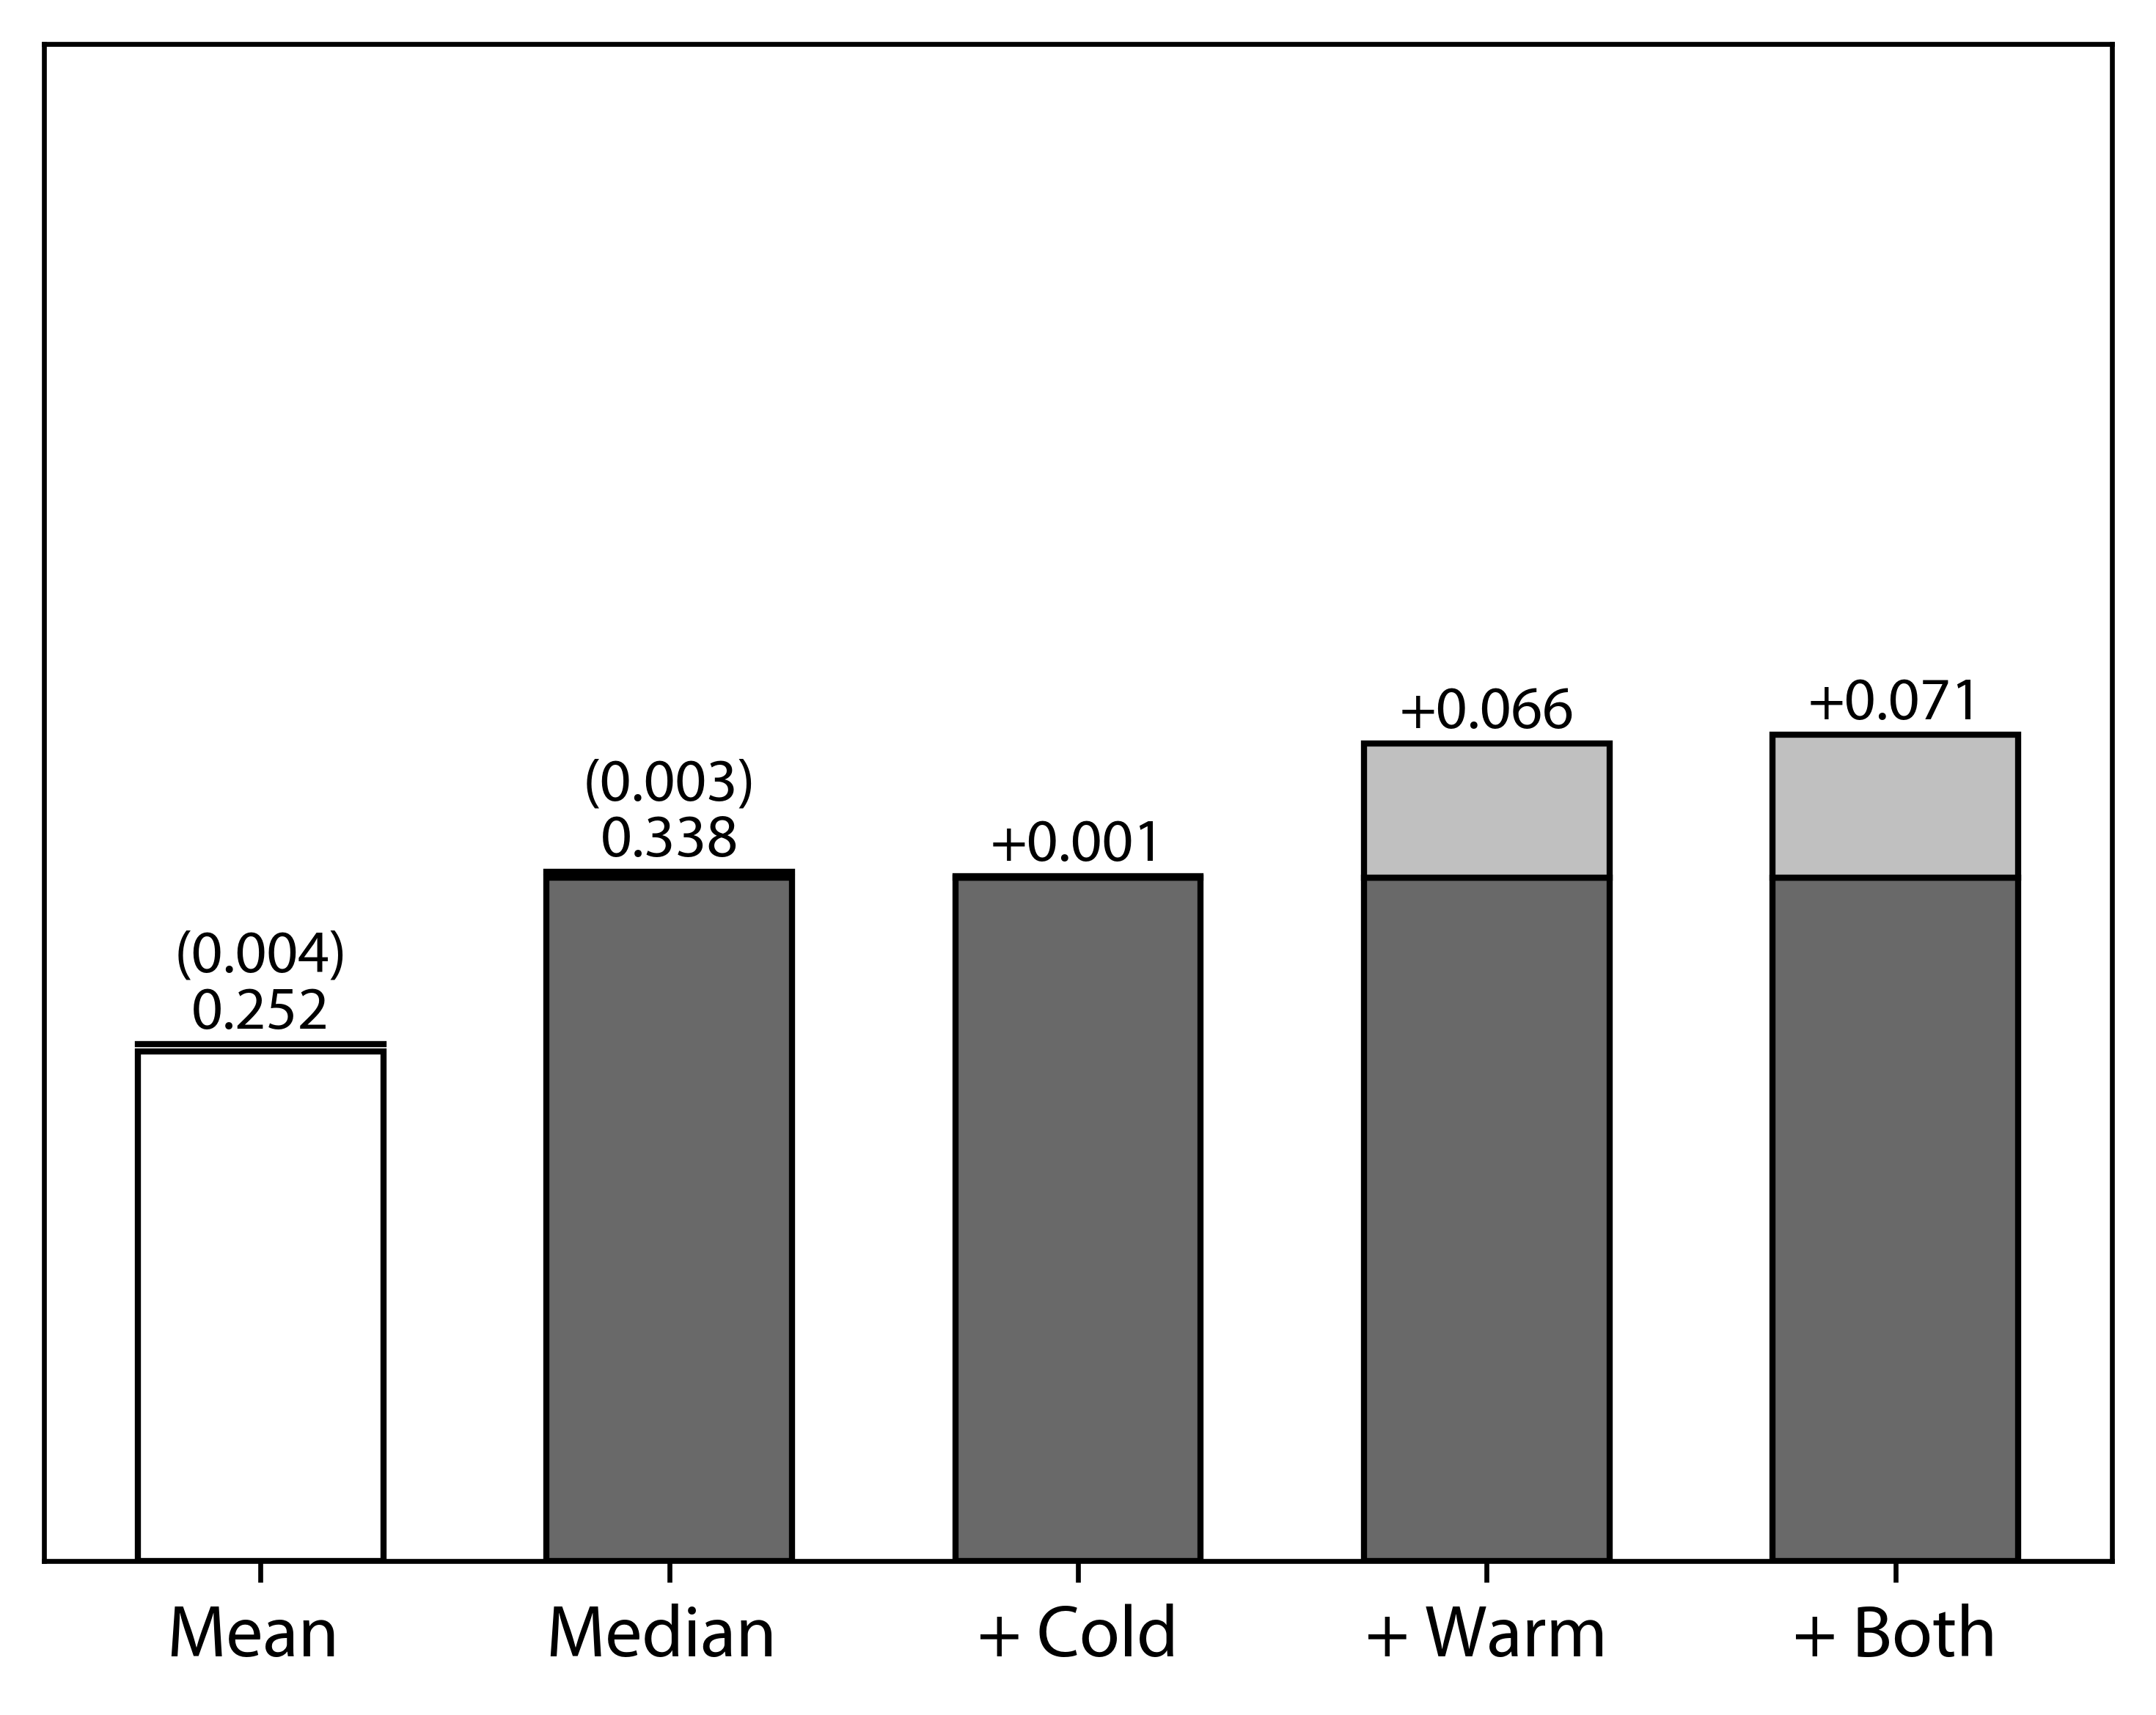 +0.071
+0.066
(0.003)
0.338
+0.001
(0.004)
0.252
Mean
Median
+ Cold
+ Warm
+ Both